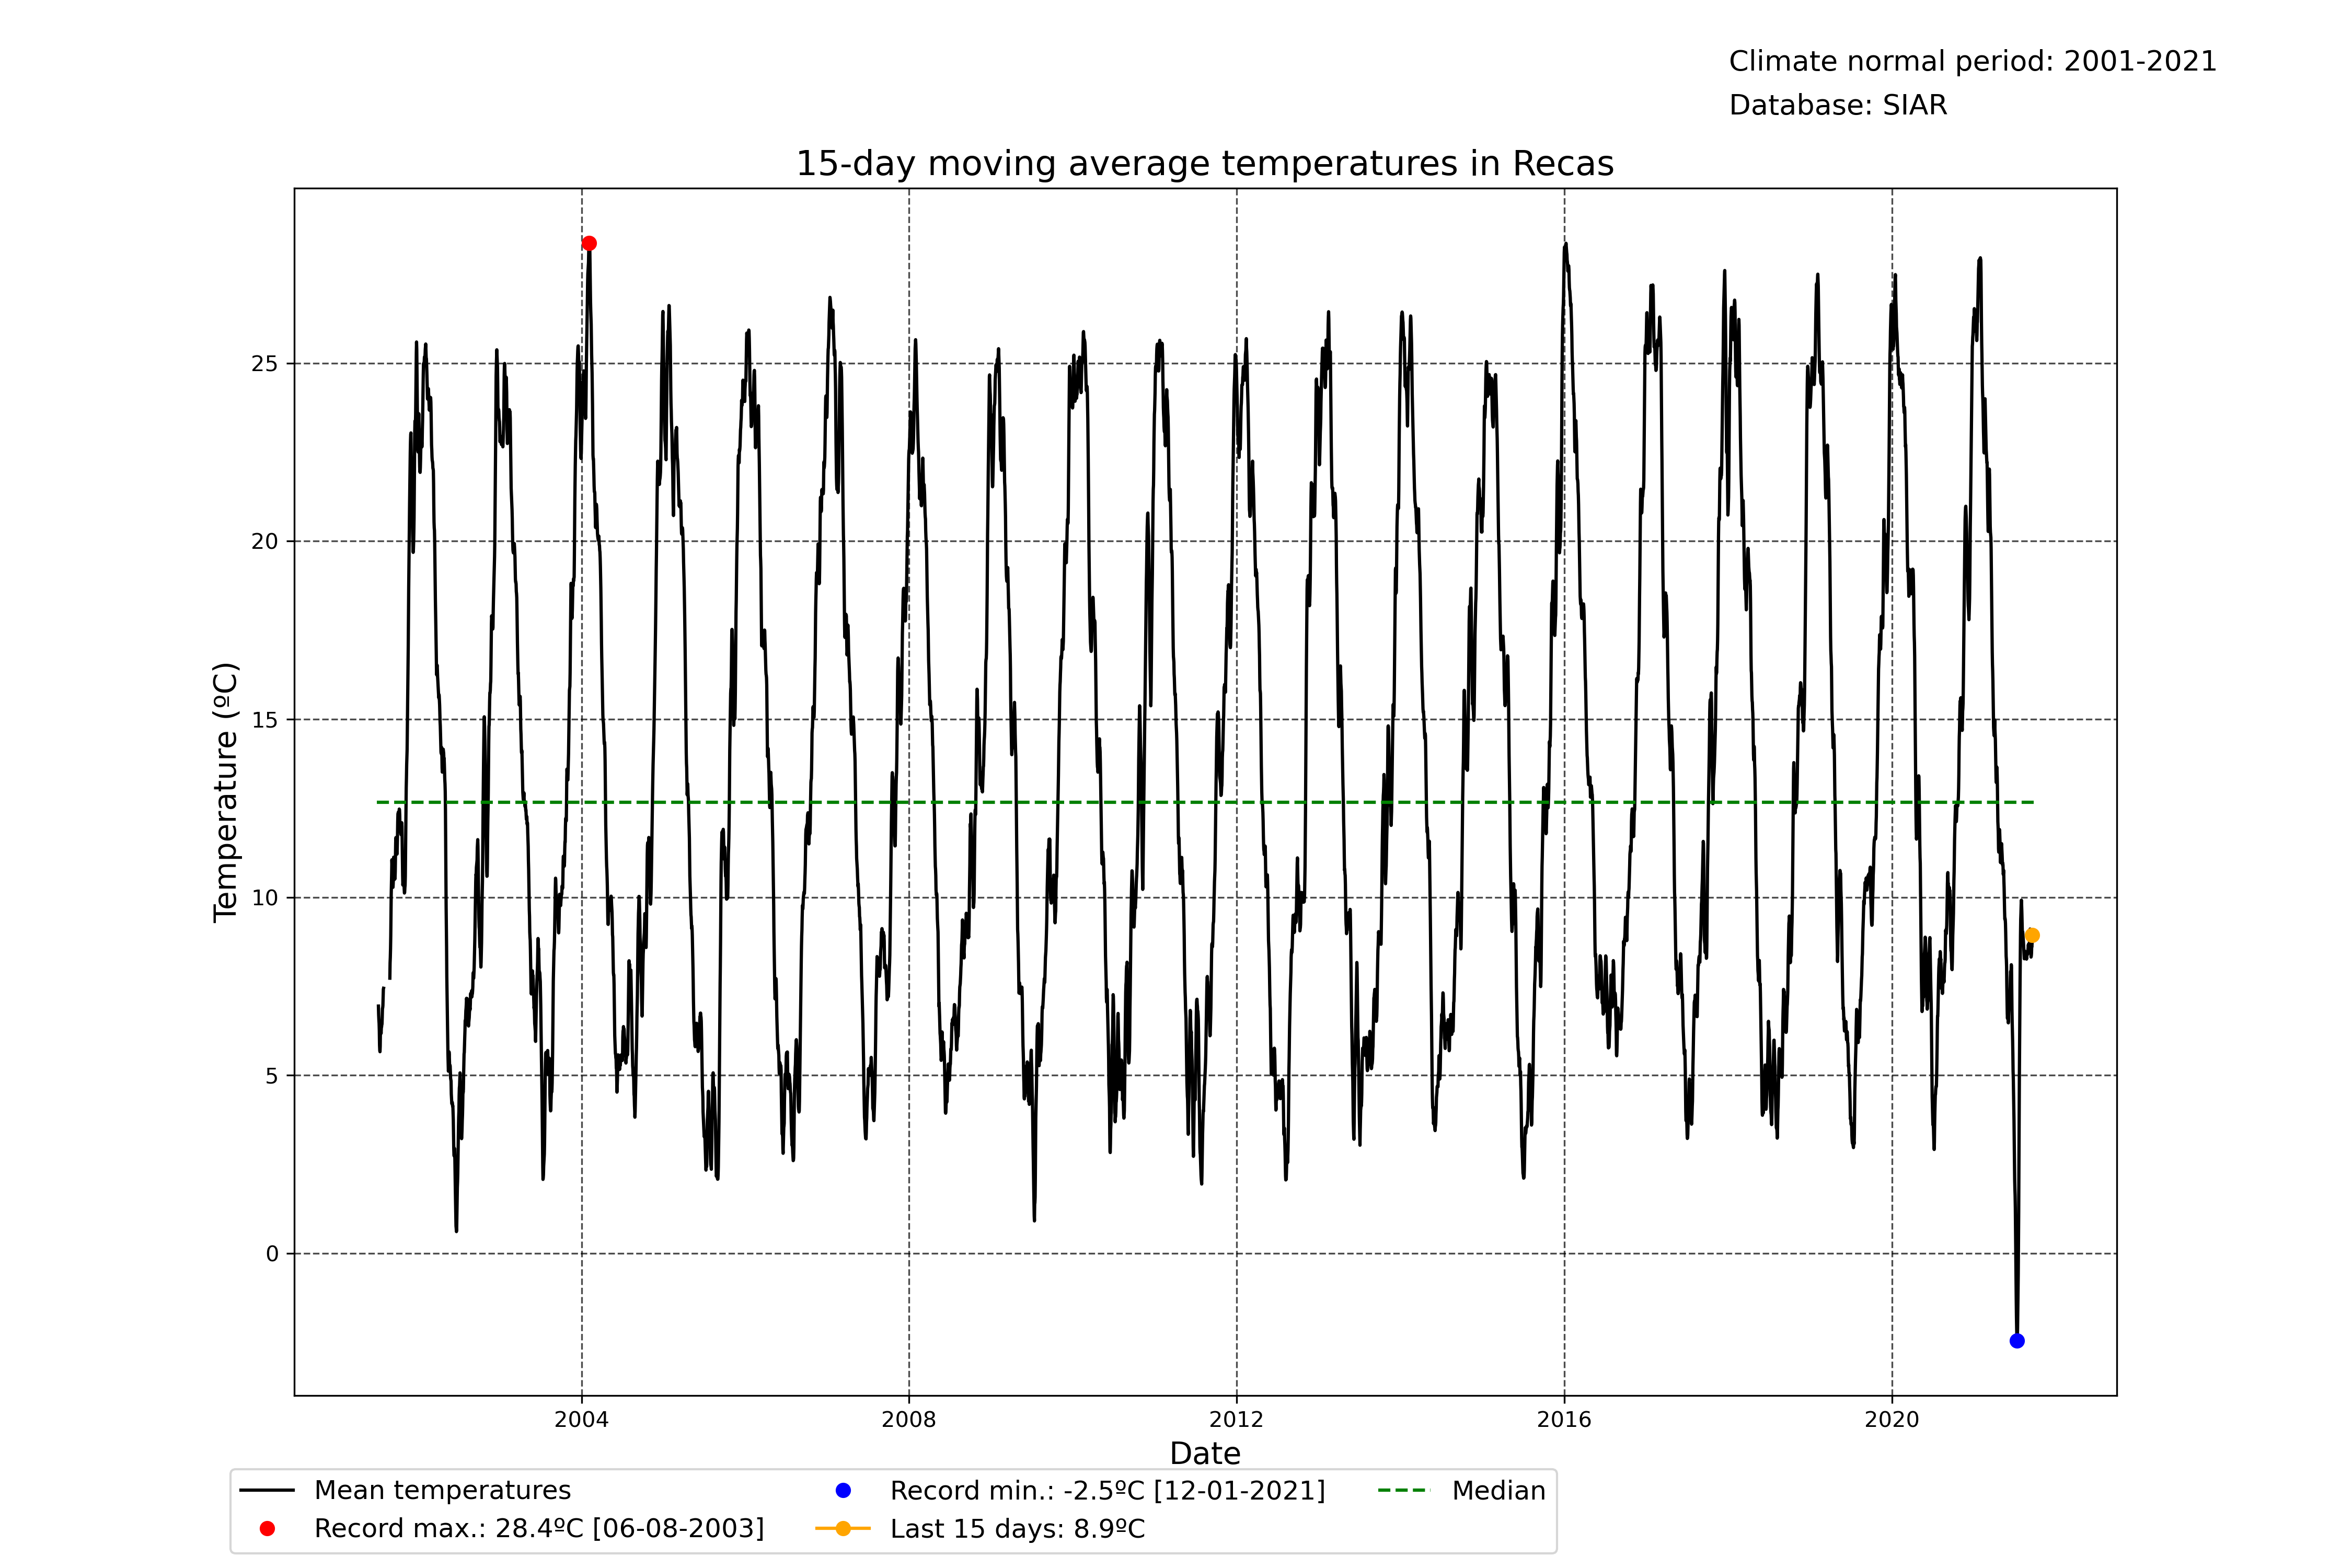 Climate normal period: 2001-2021
Database: SIAR
15-day moving average temperatures in Recas
25
20
15
10
5
0
Temperature (ºC)
2004 2008 2012 2016 2020
Date
Mean temperatures
Record max.: 28.4ºC [06-08-2003]
Record min.: -2.5ºC [12-01-2021]
Last 15 days: 8.9ºC
Median